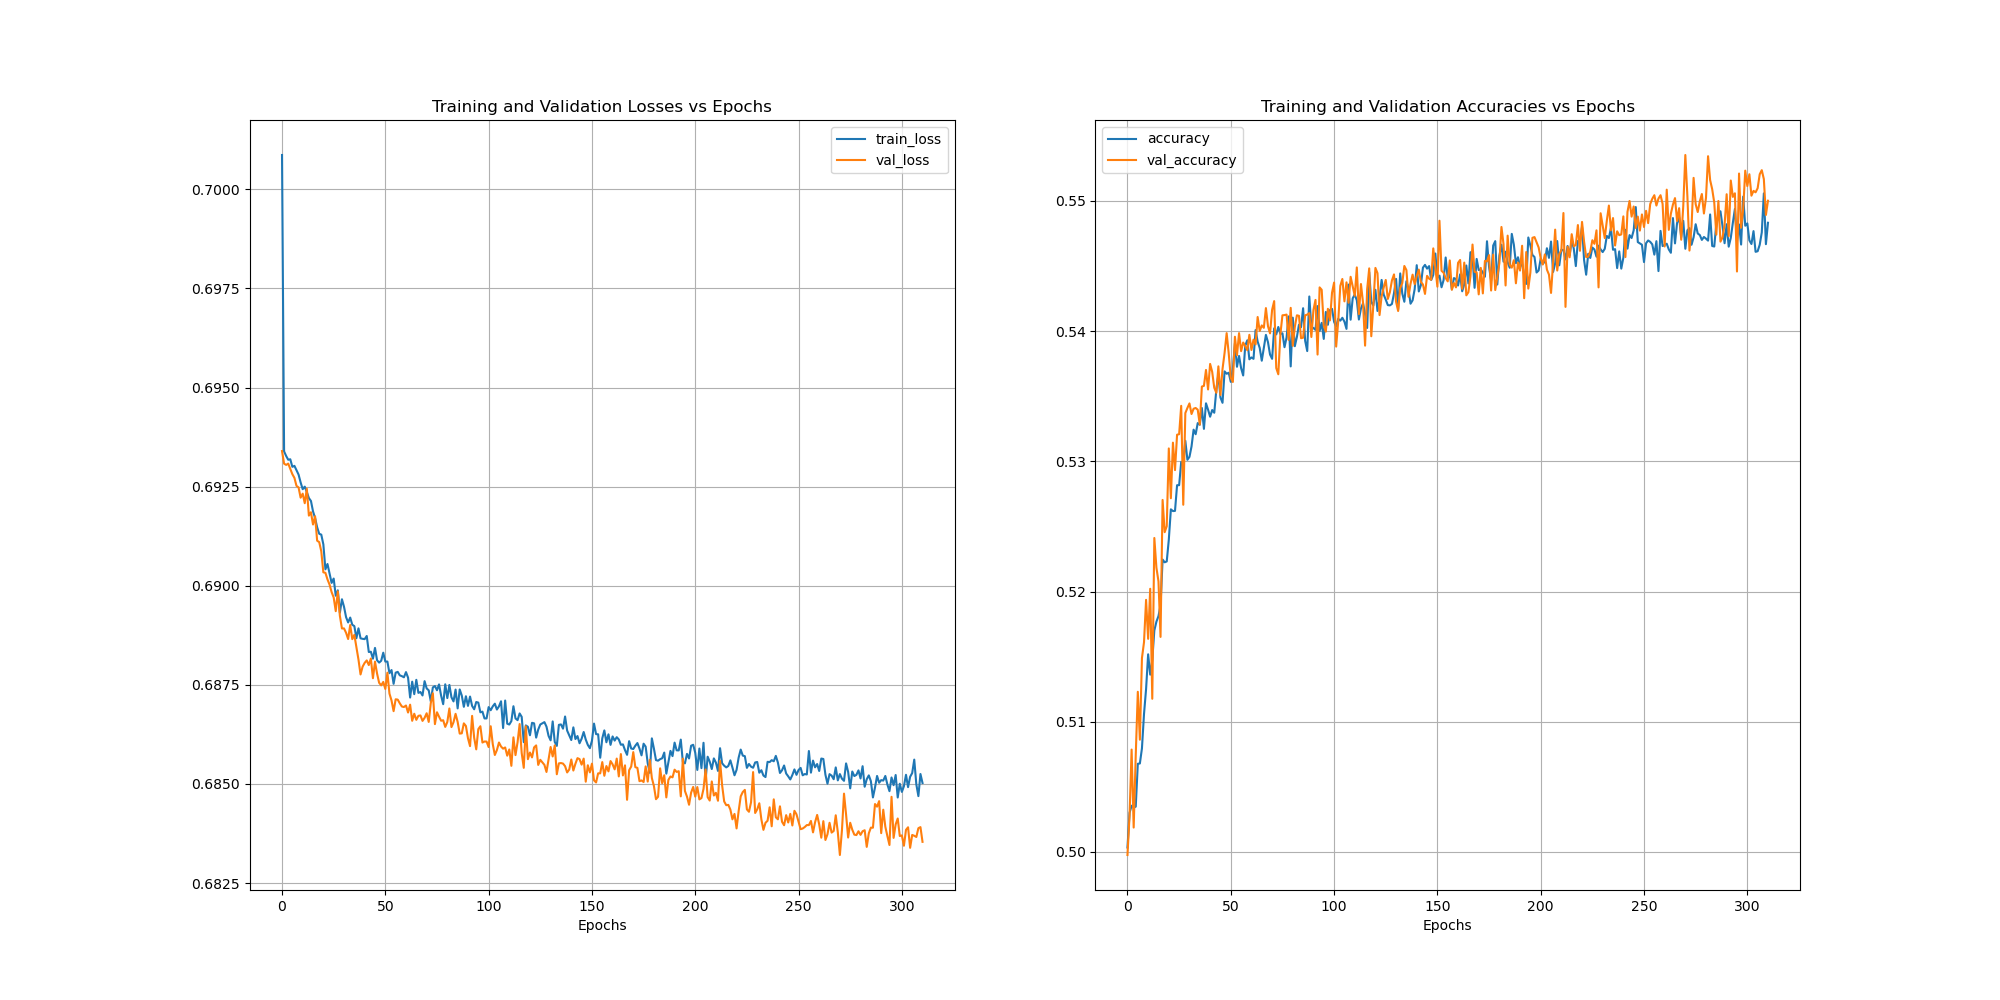 Training and Validation Losses vs Epochs
train_loss
val_loss
0.7000
0.6975
0.6950
0.6925
0.6900
0.6875
0.6850
0.6825
0 50 100 150 200 250 300
Epochs
Training and Validation Accuracies vs Epochs
accuracy
val_accuracy
0.55
0.54
0.53
0.52
0.51
0.50
0 50 100 150 200 250 300
Epochs